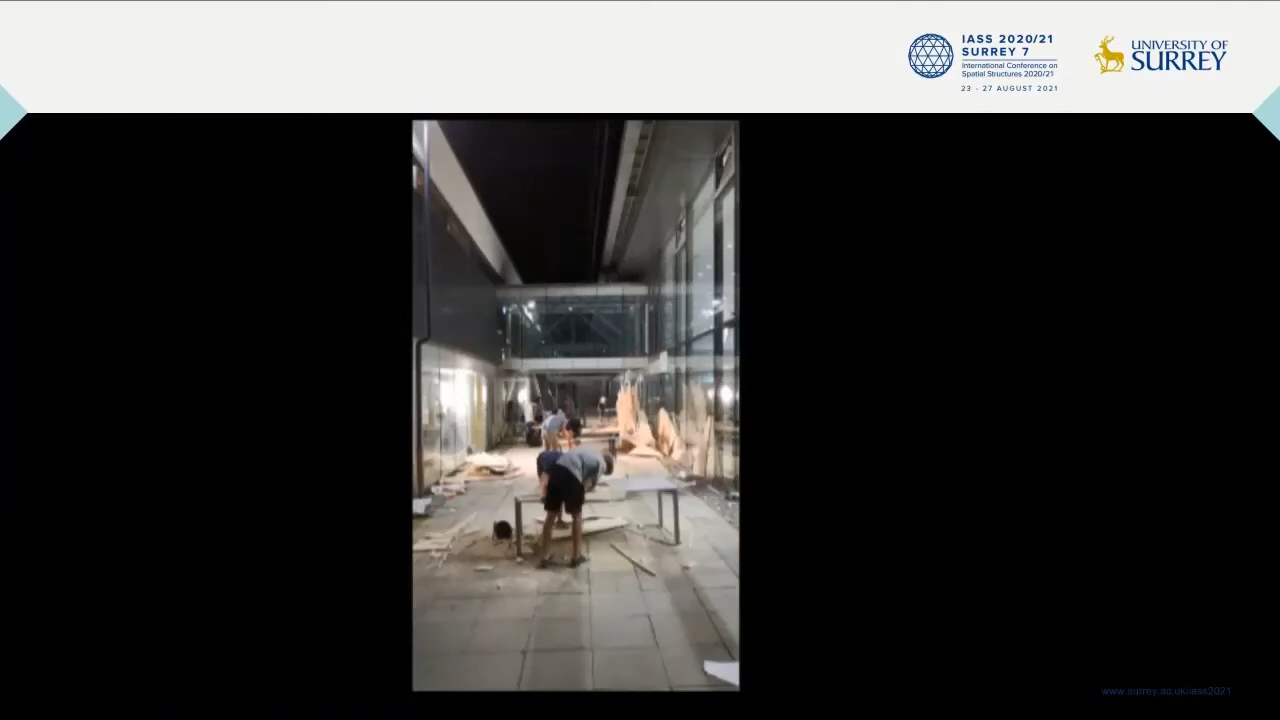 IASS 2020/21
SURREY 7
International Conference on
Spatial Structures 2020/21
23 - 27 AUGUST 2021
UNIVERSITY OF
SURREY
www.surrey.ac.uk/iass2021